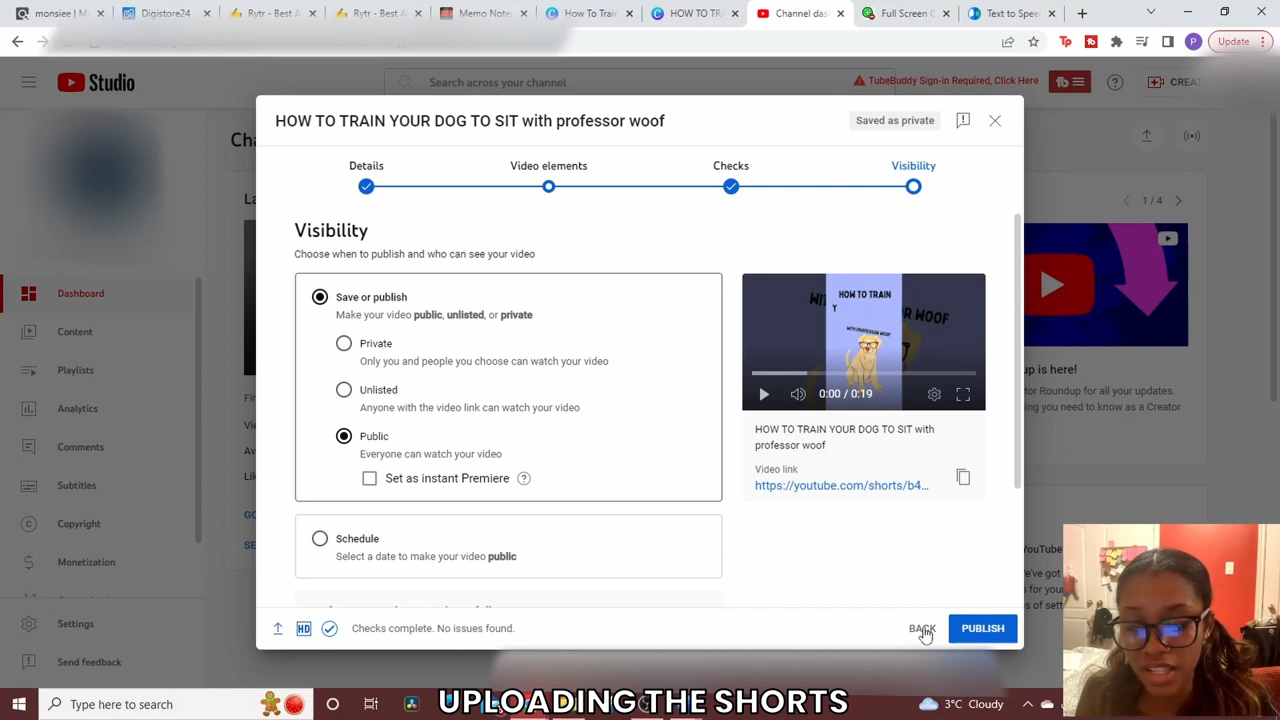 monsie
M
Digistore24
Rytr - Best A
Rytr - Best A
Memo Note
How To Train
HOW TO TR
Channel das
Full Screen C
Text to Spee
Update
Studio
Search across your channel
TubeBuddy Sign-in Required, Click Here
CREAT
HOW TO TRAIN YOUR DOG TO SIT with professor woof
Saved as private
Details
Video elements
Checks
Visibility
1 / 4
Visibility
Choose when to publish and who can see your video
Save or publish
Make your video public, unlisted, or private
Private
Only you and people you choose can watch your video
Unlisted
Anyone with the video link can watch your video
Public
Everyone can watch your video
Set as instant Premiere
Schedule
Select a date to make your video public
HOW TO TRAIN
Y
WITH PROFESSOR WOOF
0:00 / 0:19
HOW TO TRAIN YOUR DOG TO SIT with
professor woof
Video link
https://youtube.com/shorts/b4...
Dashboard
Content
Playlists
Analytics
Comments
Subtitles
Copyright
Monetization
Settings
Send feedback
up is here!
tor Roundup for all your updates.
ing you need to know as a Creator
YouTube
Checks complete. No issues found.
BACK
PUBLISH
Type here to search
UPLOADING THE SHORTS
3°C Cloudy